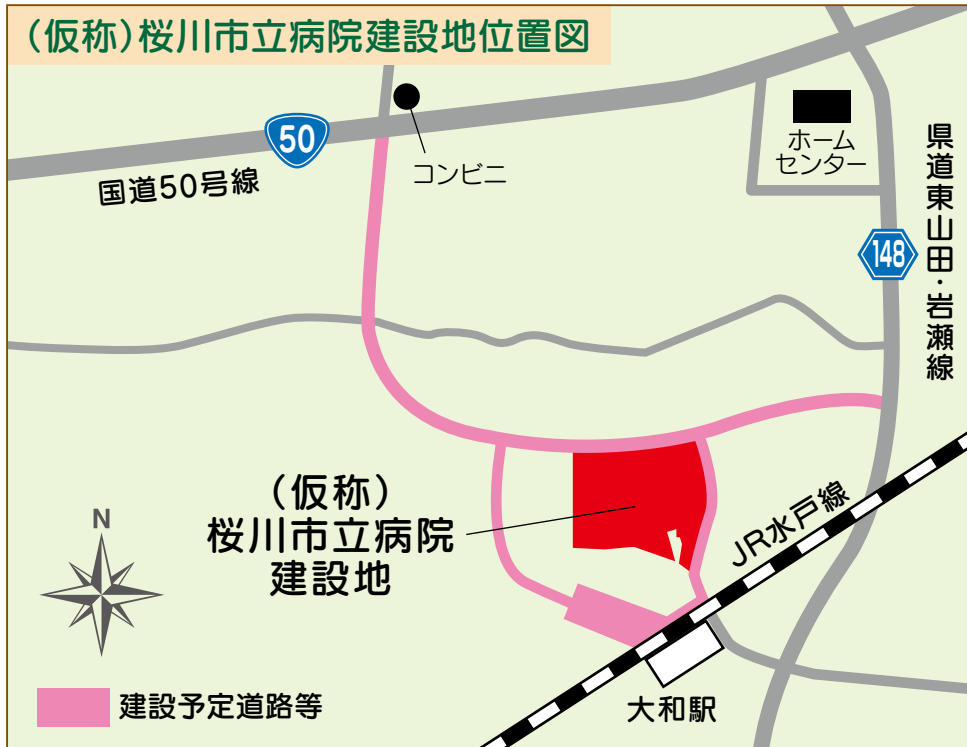 (仮称)桜川市立病院建設地位置図
50
国道50号線
コンビニ
ホーム
センター
148
県道東山田・岩瀬線
(仮称)
桜川市立病院
建設地
JR水戸線
N
大和駅
建設予定道路等